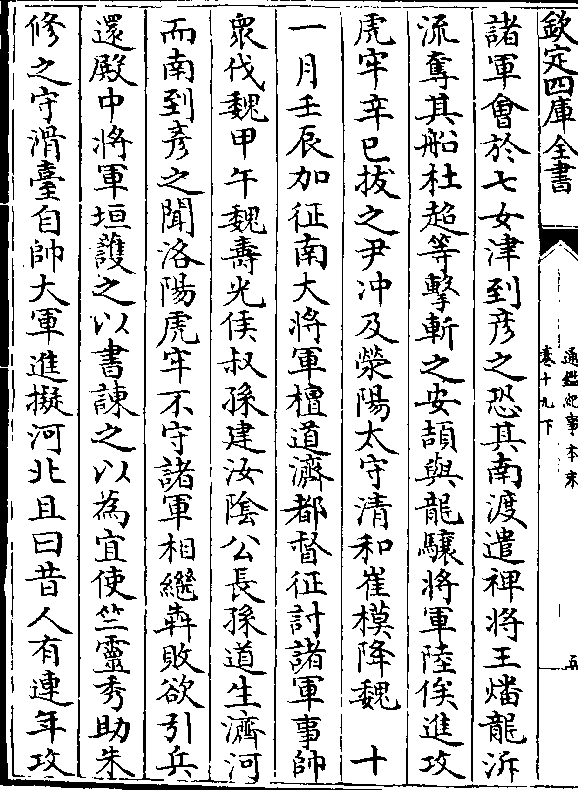 欽定四庫全書
通鑑紀事本末
卷十九下
五
諸軍會於七女津到彦之恐其南渡遣裨將王蟠龍泝
流奪其船杜超等擊斬之安頡與龍驤將軍陸俟進攻
虎牢辛巳拔之尹冲及滎陽太守清和崔模降魏 十
一月壬辰加征南大將軍檀道濟都督征討諸軍事帥
衆伐魏甲午魏壽光侯叔孫建汝陰公長孫道生濟河
而南到彦之聞洛陽虎牢不守諸軍相繼奔敗欲引兵
還殿中將軍垣護之以書諫之以為宜使竺靈秀助朱
修之守滑臺自帥大軍進擬河北且曰昔人有連年攻